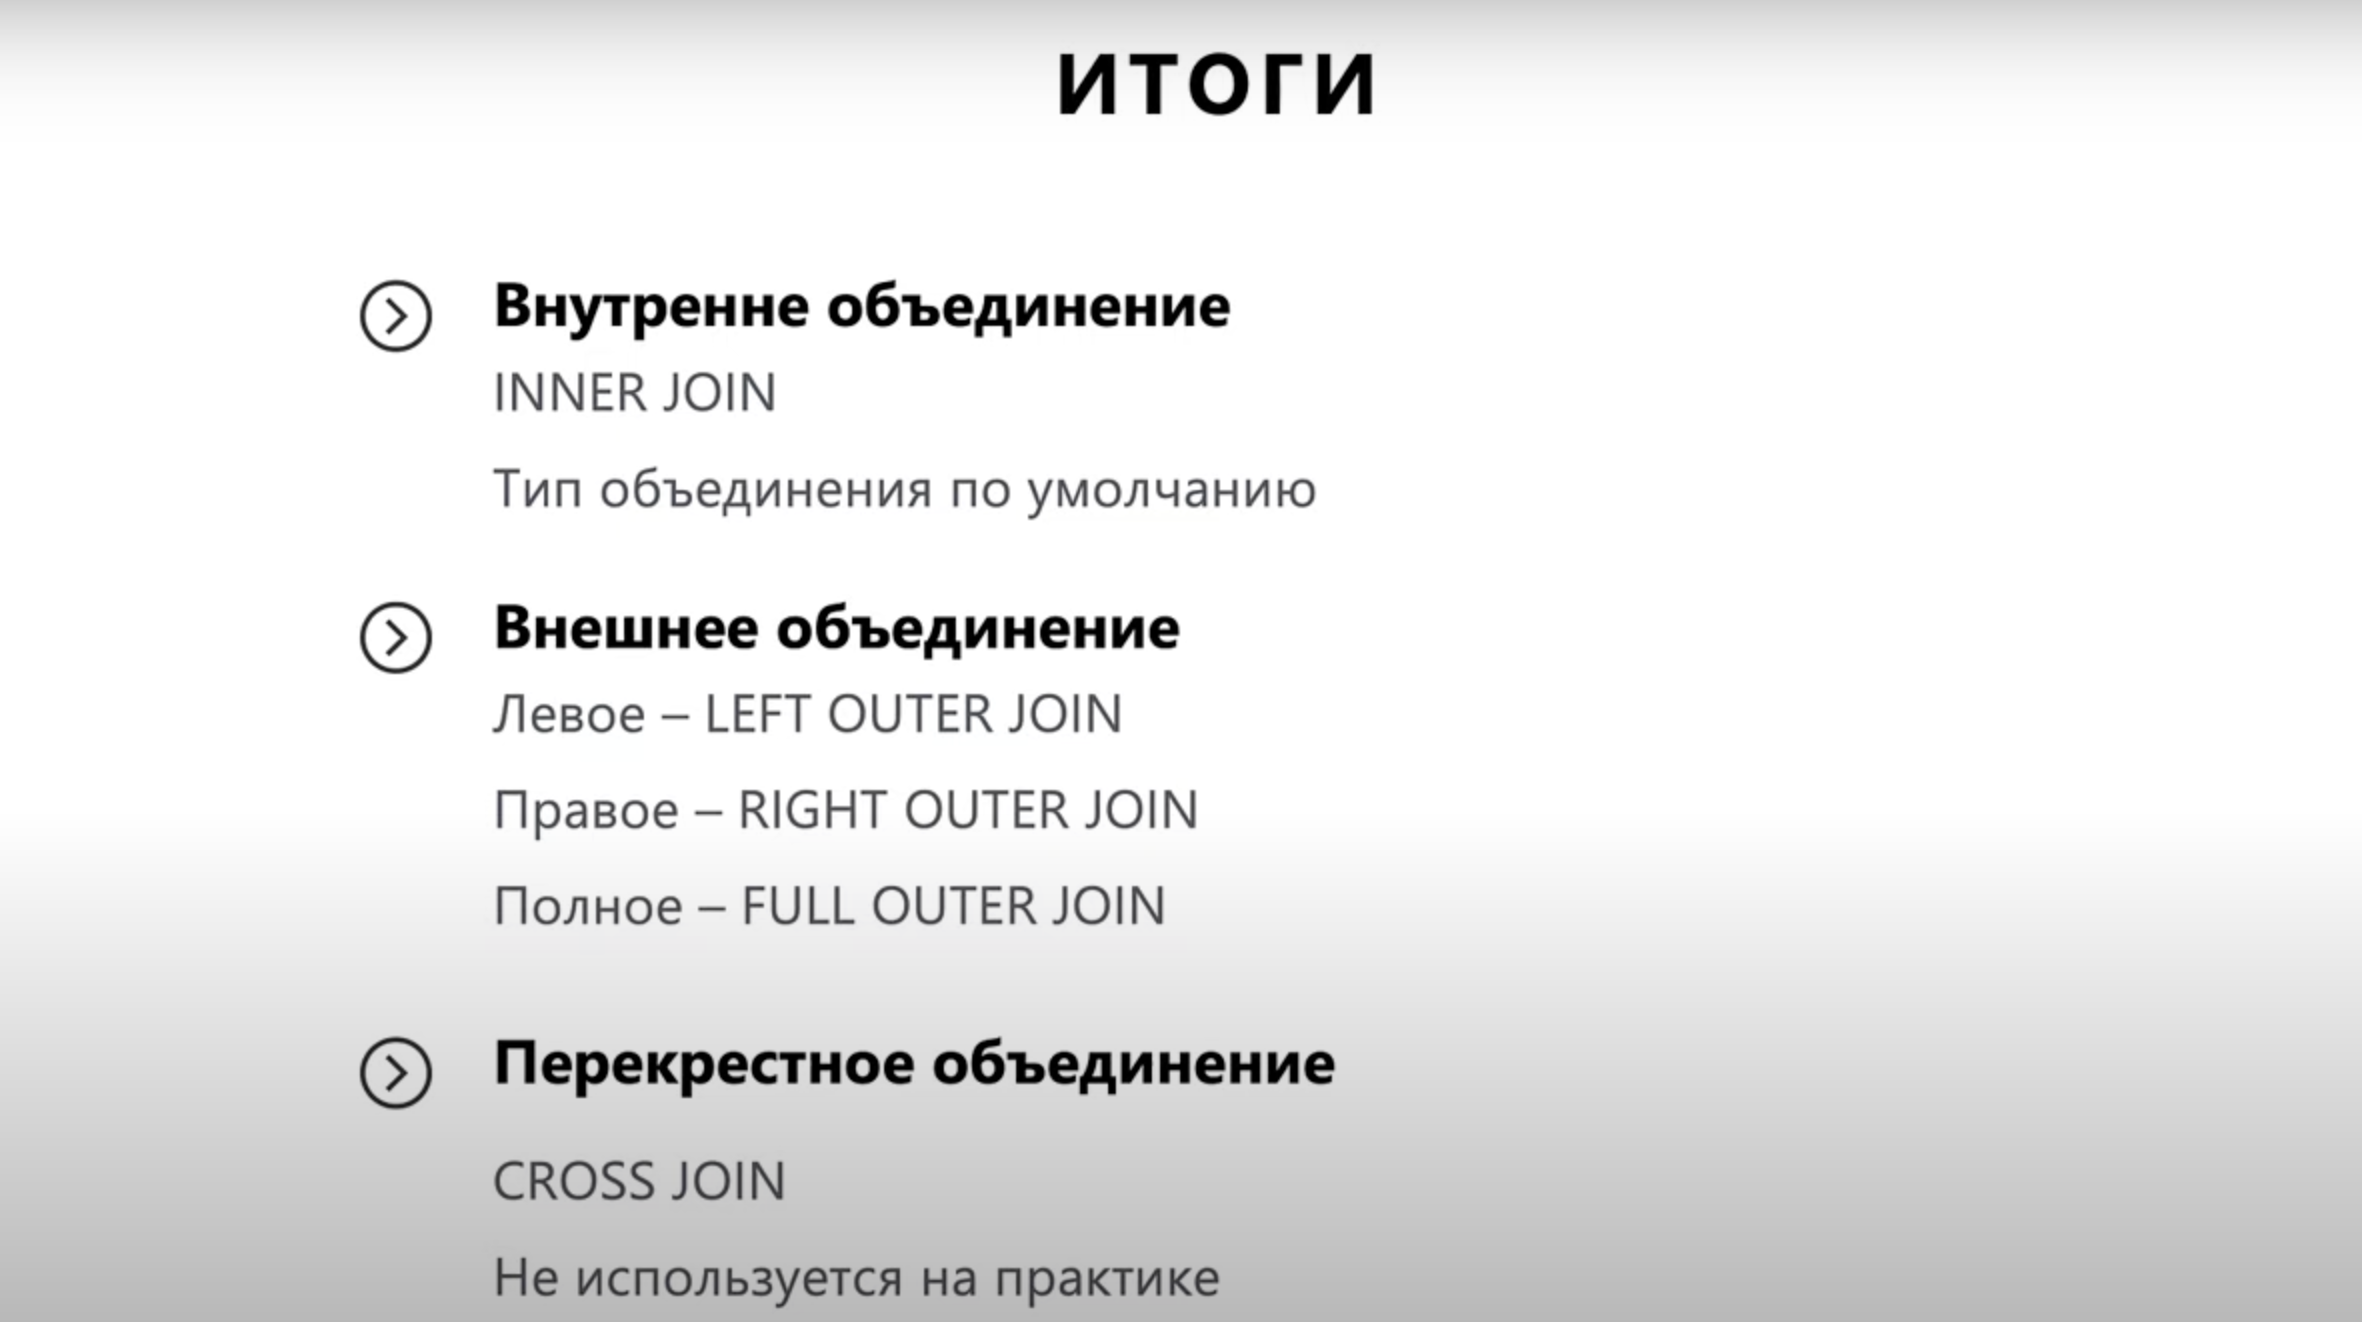 ИТОГИ
Внутренне объединение
INNER JOIN
Тип объединения по умолчанию
Внешнее объединение
Левое – LEFT OUTER JOIN
Правое – RIGHT OUTER JOIN
Полное – FULL OUTER JOIN
Перекрестное объединение
CROSS JOIN
Не используется на практике